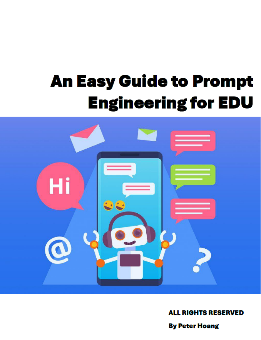 An Easy Guide to Prompt
Engineering for EDU
Hi
@
?
ALL RIGHTS RESERVED
By Peter Hoang